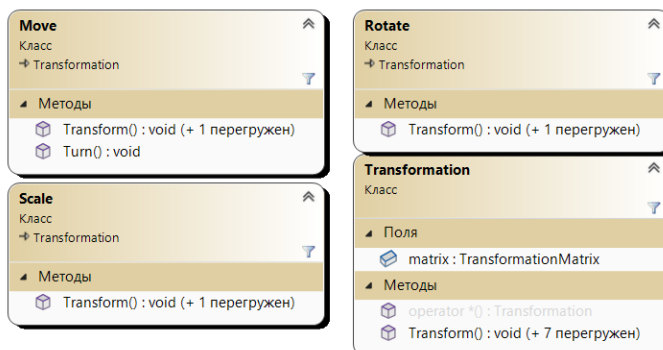 Move
Класс
Transformation
Методы
Transform() : void (+ 1 перегружен)
Turn() : void
Rotate
Класс
Transformation
Методы
Transform() : void (+ 1 перегружен)
Scale
Класс
Transformation
Методы
Transform() : void (+ 1 перегружен)
Transformation
Класс
Поля
matrix : TransformationMatrix
Методы
operator *() : Transformation
Transform() : void (+ 7 перегружен)